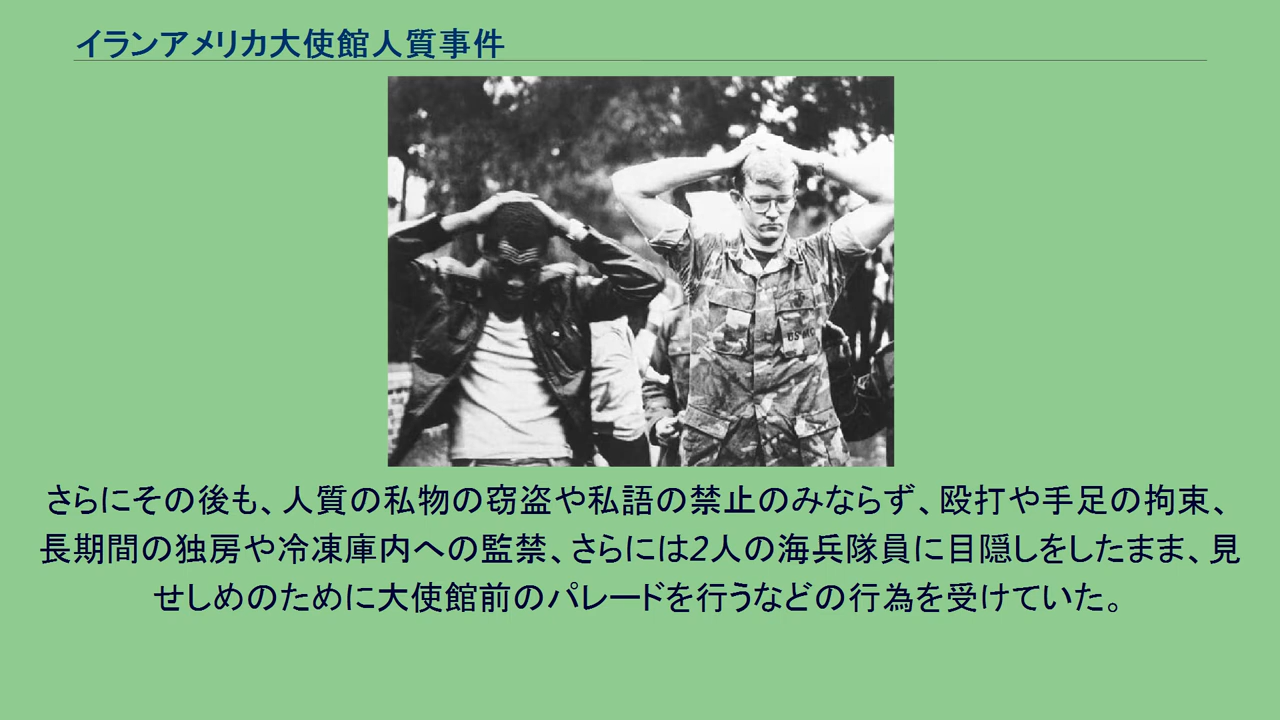 イランアメリカ大使館人質事件
US MC
さらにその後も、人質の私物の窃盗や私語の禁止のみならず、殴打や手足の拘束、
長期間の独房や冷凍庫内への監禁、さらには2人の海兵隊員に目隠しをしたまま、見
せしめのために大使館前のパレードを行うなどの行為を受けていた。